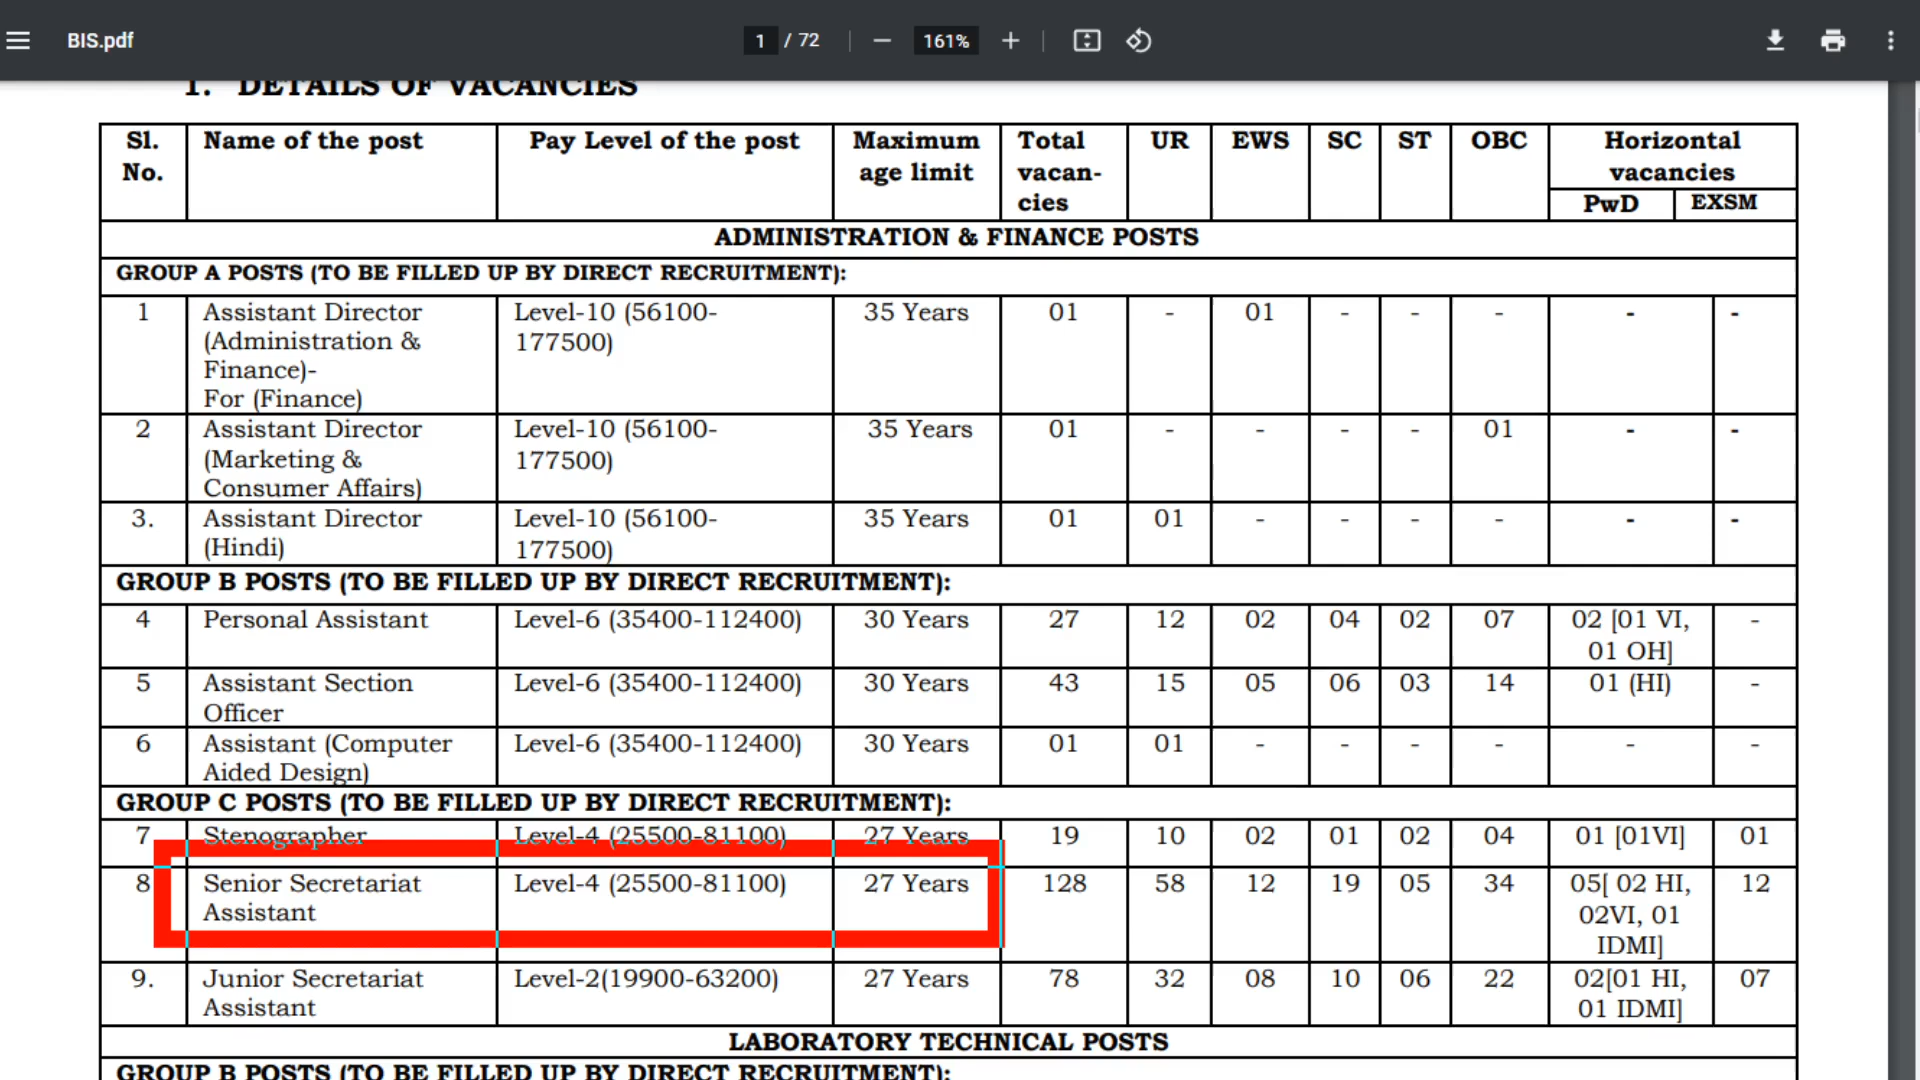 BIS.pdf
1 / 72
161%
1. DETAILS OF VACANCIES
Sl. No. Name of the post Pay Level of the post Maximum age limit Total vacan-cies UR EWS SC ST OBC Horizontal vacancies
PwD EXSM
ADMINISTRATION & FINANCE POSTS
GROUP A POSTS (TO BE FILLED UP BY DIRECT RECRUITMENT):
1 Assistant Director Level-10 (56100- 35 Years 01 - 01 - - - - -
(Administration & 177500)
Finance)-
For (Finance)
2 Assistant Director Level-10 (56100- 35 Years 01 - - - - 01 - -
(Marketing & 177500)
Consumer Affairs)
3. Assistant Director Level-10 (56100- 35 Years 01 01 - - - - - -
(Hindi) 177500)
GROUP B POSTS (TO BE FILLED UP BY DIRECT RECRUITMENT):
4 Personal Assistant Level-6 (35400-112400) 30 Years 27 12 02 04 02 07 02 [01 VI, -
01 OH]
5 Assistant Section Level-6 (35400-112400) 30 Years 43 15 05 06 03 14 01 (HI) -
Officer
6 Assistant (Computer Level-6 (35400-112400) 30 Years 01 01 - - - - - -
Aided Design)
GROUP C POSTS (TO BE FILLED UP BY DIRECT RECRUITMENT):
7 Stenographer Level-4 (25500-81100) 27 Years 19 10 02 01 02 04 01 [01VI] 01
8 Senior Secretariat Level-4 (25500-81100) 27 Years 128 58 12 19 05 34 05[ 02 HI, 12
Assistant 02VI, 01
IDMI]
9. Junior Secretariat Level-2(19900-63200) 27 Years 78 32 08 10 06 22 02[01 HI, 07
Assistant 01 IDMI]
LABORATORY TECHNICAL POSTS
GROUP B POSTS (TO BE FILLED UP BY DIRECT RECRUITMENT):